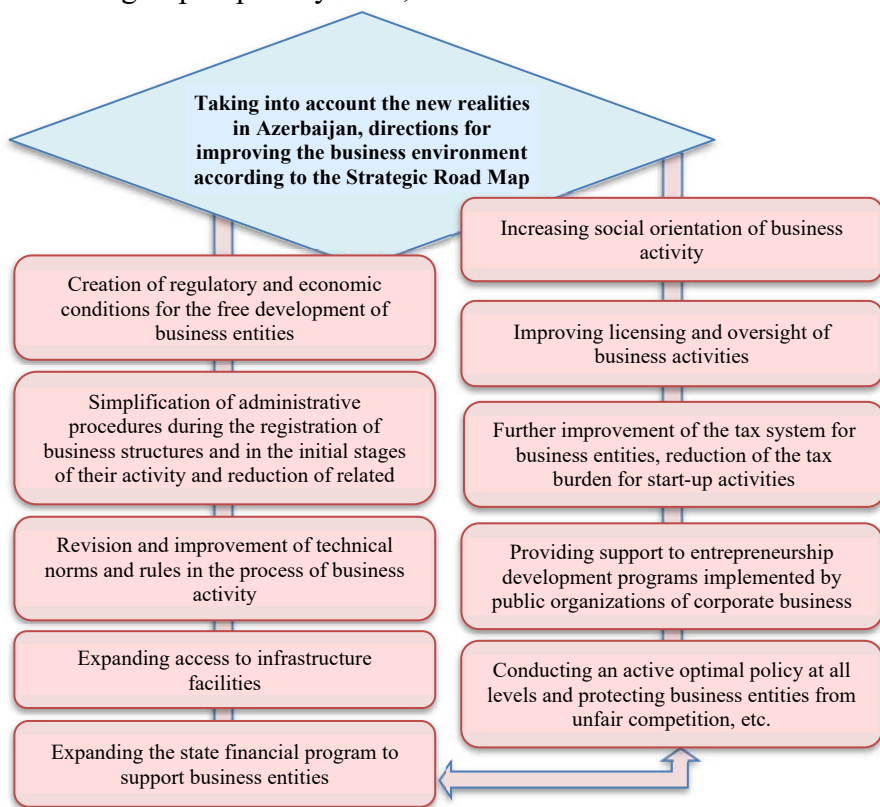 Taking into account the new realities
in Azerbaijan, directions for
improving the business environment
according to the Strategic Road Map
Creation of regulatory and economic
conditions for the free development of
business entities
Simplification of administrative
procedures during the registration of
business structures and in the initial stages
of their activity and reduction of related
Revision and improvement of technical
norms and rules in the process of business
activity
Expanding access to infrastructure
facilities
Expanding the state financial program to
support business entities
Increasing social orientation of business
activity
Improving licensing and oversight of
business activities
Further improvement of the tax system for
business entities, reduction of the tax
burden for start-up activities
Providing support to entrepreneurship
development programs implemented by
public organizations of corporate business
Conducting an active optimal policy at all
levels and protecting business entities from
unfair competition, etc.